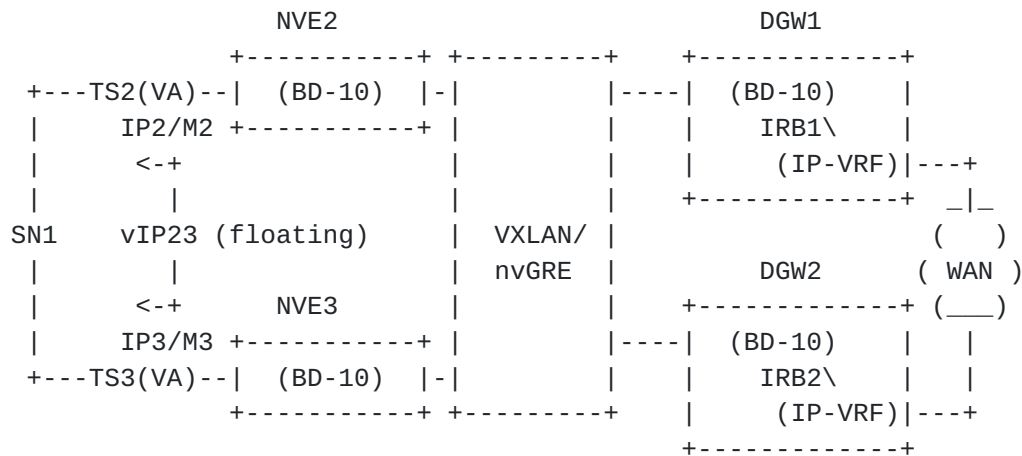 NVE2                           DGW1
             +-----------+ +---------+    +-------------+
 +---TS2(VA)--|  (BD-10)  |-|         |----|  (BD-10)    |
 |     IP2/M2 +-----------+ |         |    |    IRB1\    |
 |      <-+                 |         |    |     (IP-VRF)|---+
 |        |                 |         |    +-------------+  _|_
SN1    vIP23 (floating)     |  VXLAN/ |                    (   )
 |        |                 |  nvGRE  |         DGW2      ( WAN )
 |      <-+      NVE3       |         |    +-------------+ (___)
 |     IP3/M3 +-----------+ |         |----|  (BD-10)    |   |
 +---TS3(VA)--|  (BD-10)  |-|         |    |    IRB2\    |   |
              +-----------+ +---------+    |     (IP-VRF)|---+
                                           +-------------+